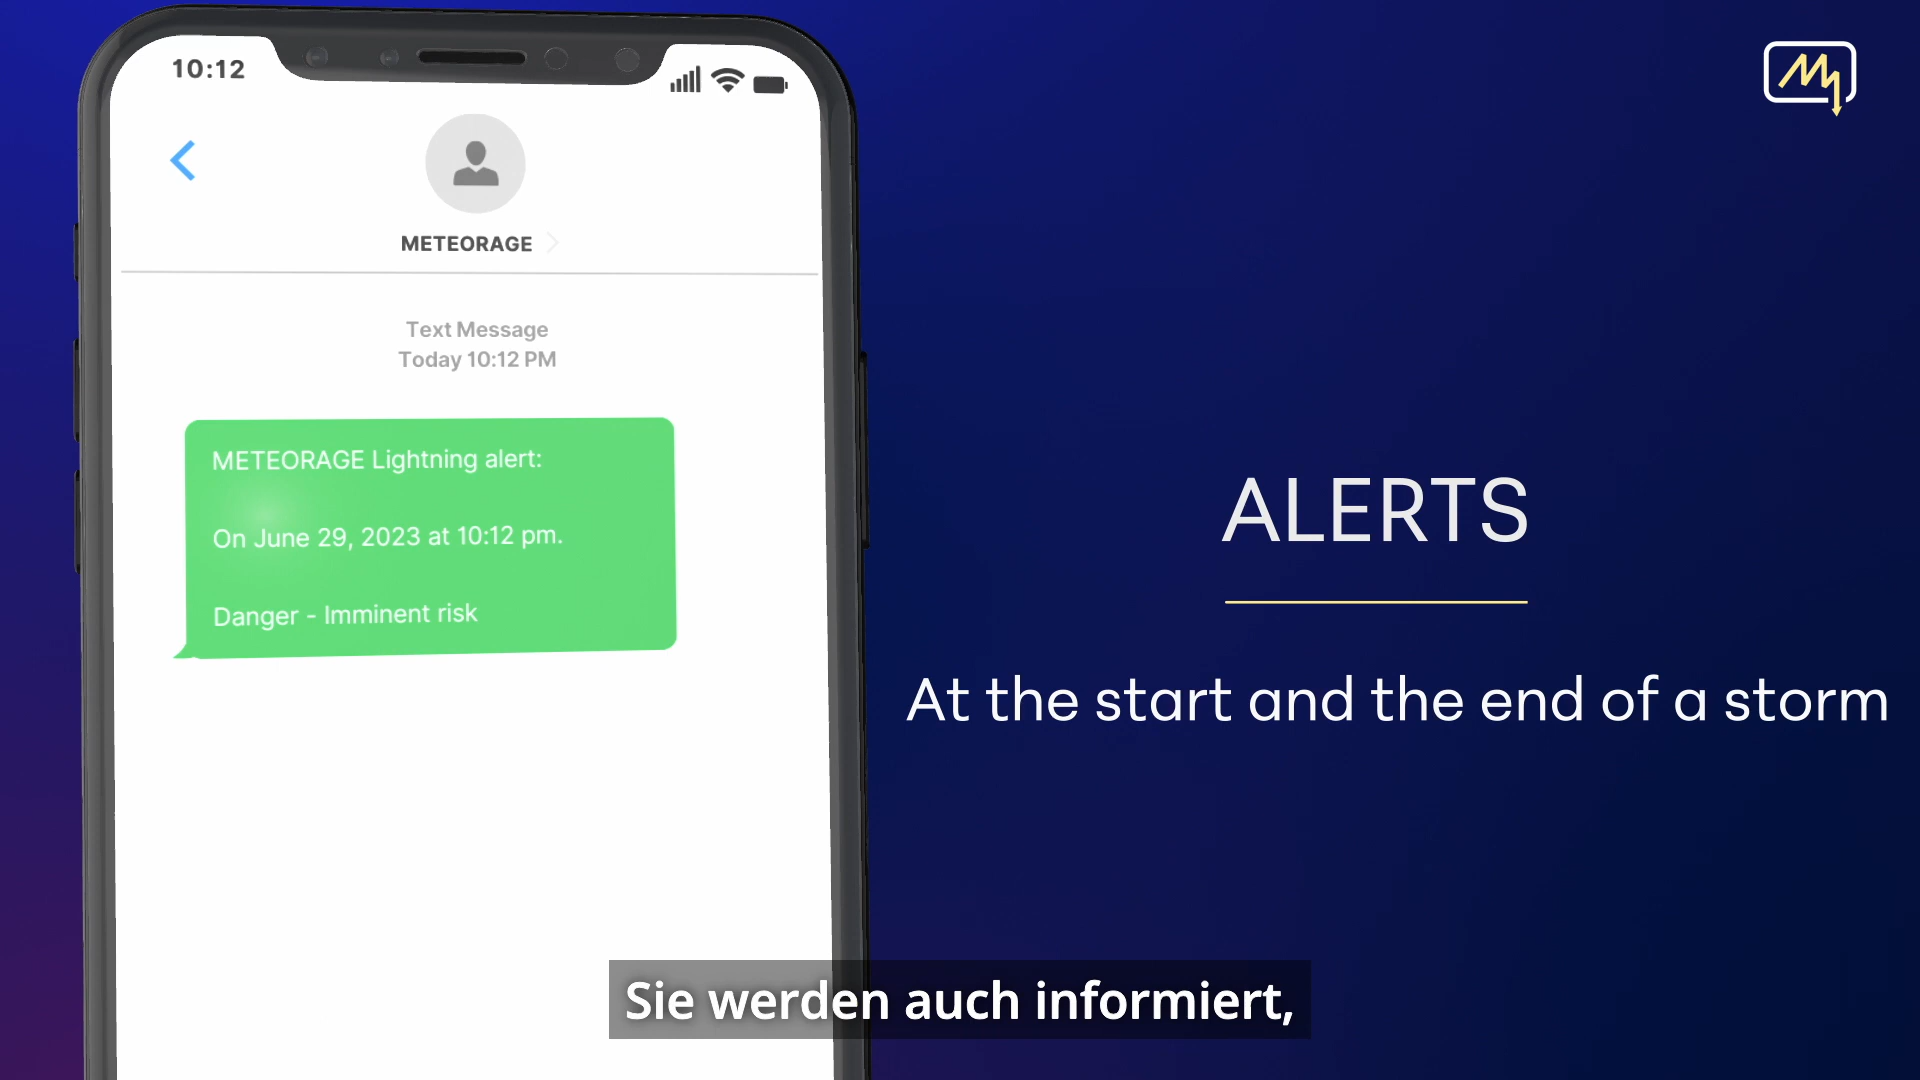 10:12
METEORAGE
Text Message
Today 10:12 PM
METEORAGE Lightning alert:
On June 29, 2023 at 10:12 pm.
Danger - Imminent risk
ALERTS
At the start and the end of a storm
Sie werden auch informiert,